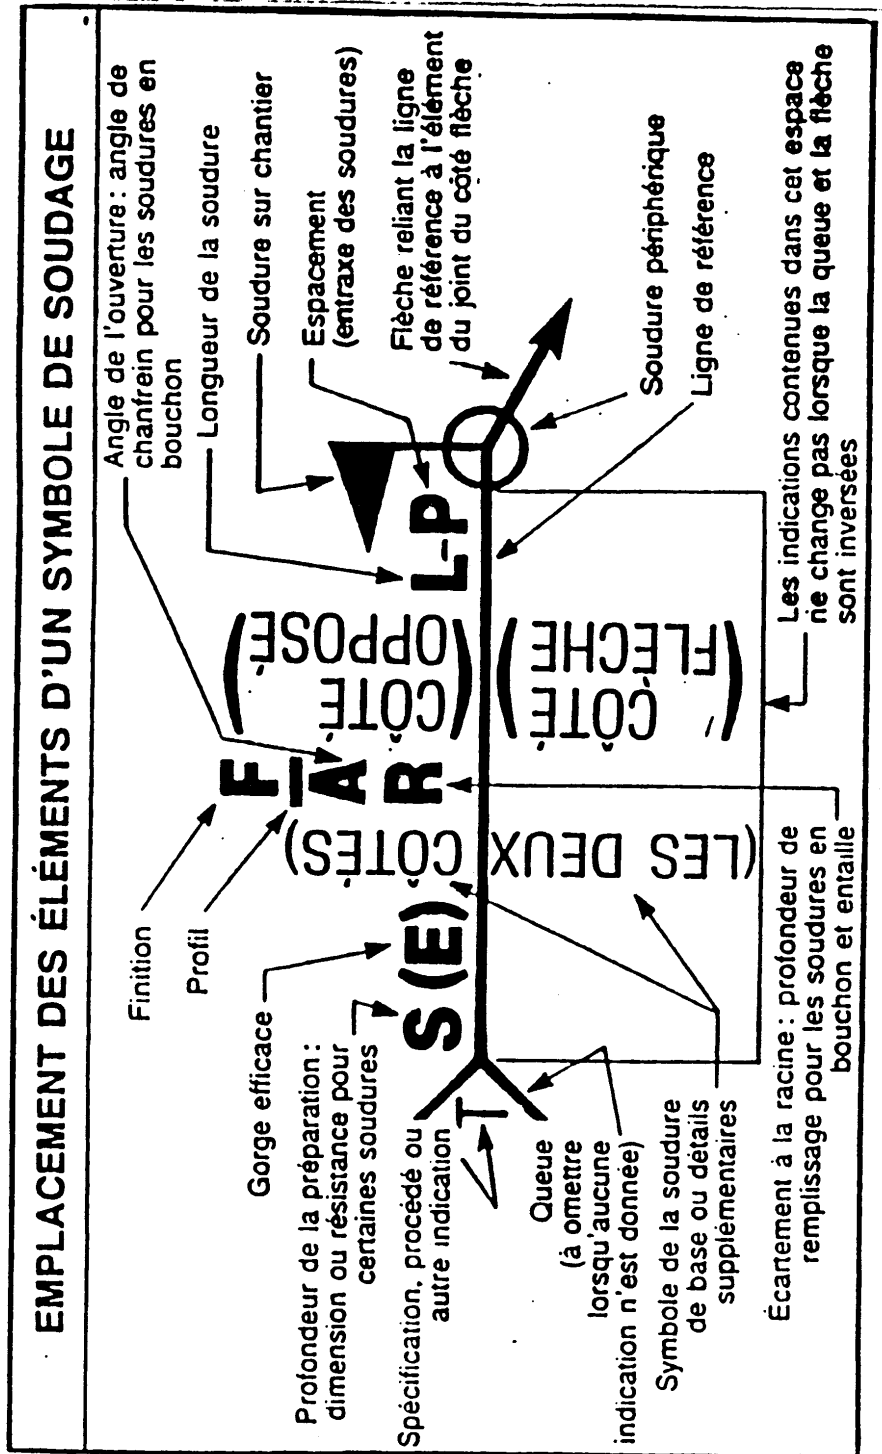 EMPLACEMENT DES ÉLÉMENTS D'UN SYMBOLE DE SOUDAGE
Finition
Profil
Gorge efficace
Profondeur de la préparation :
dimension ou résistance pour
certaines soudures
Spécification, procédé ou
autre indication
Queue
(à omettre
lorsqu'aucune
indication n'est donnée)
Symbole de la soudure
de base ou détails
supplémentaires
Écartement à la racine : profondeur de
remplissage pour les soudures en
bouchon et entaille
Angle de l'ouverture : angle de
chanfrein pour les soudures en
bouchon
Longueur de la soudure
Soudure sur chantier
Espacement
(entraxe des soudures)
Flèche reliant la ligne
de référence à l'élément
du joint du côté flèche
Soudure périphérique
Ligne de référence
Les indications contenues dans cet espace
ne change pas lorsque la queue et la flèche
sont inversées
F
A
R
S (E)
L-P
T
(LES DEUX CÔTÉS)
(CÔTÉ
OPPOSÉ)
(CÔTÉ
FLÈCHE)